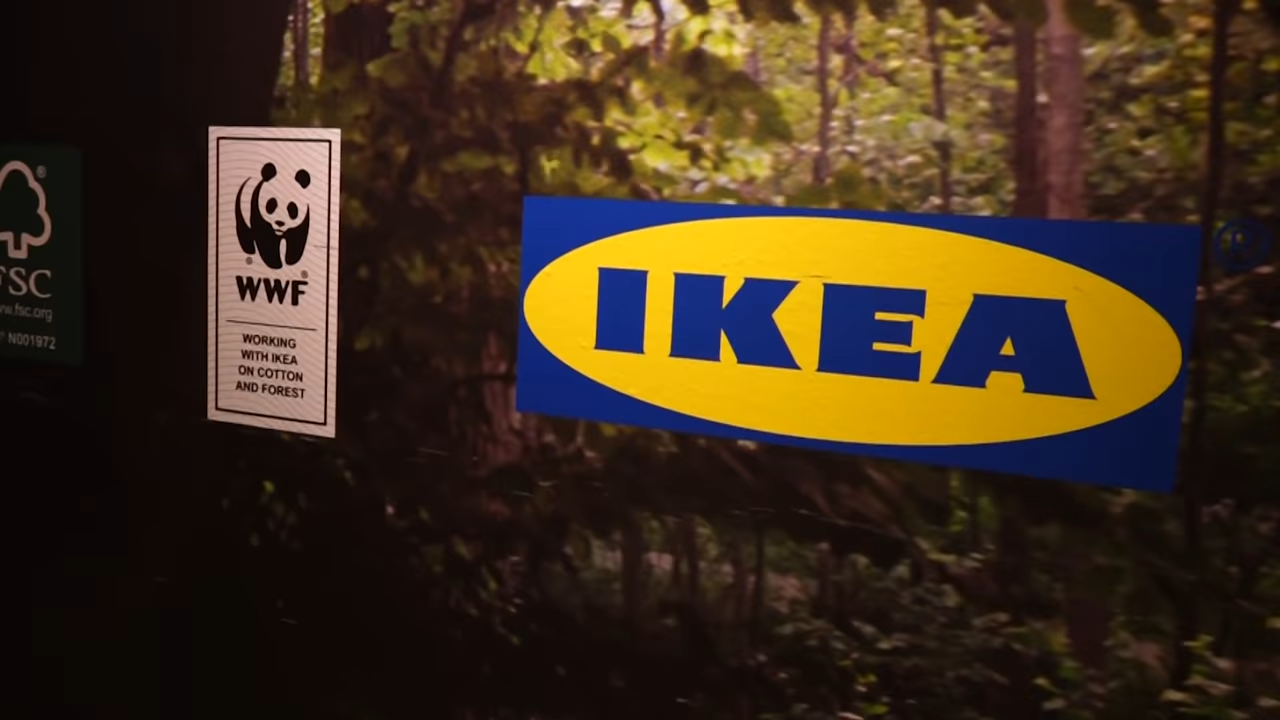 FSC
www.fsc.org
N001972
WWF
WORKING
WITH IKEA
ON COTTON
AND FOREST
IKEA